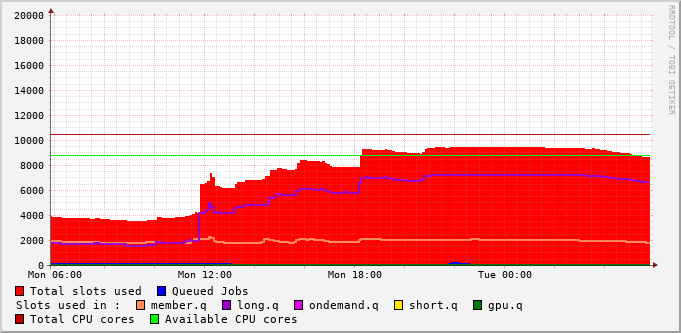 20000
18000
16000
14000
12000
10000
8000
6000
4000
2000
0
Mon 06:00 Mon 12:00 Mon 18:00 Tue 00:00
RRDTOOL / TOBI OETIKER
Total slots used Queued Jobs
Slots used in : member.q long.q ondemand.q short.q gpu.q
Total CPU cores Available CPU cores